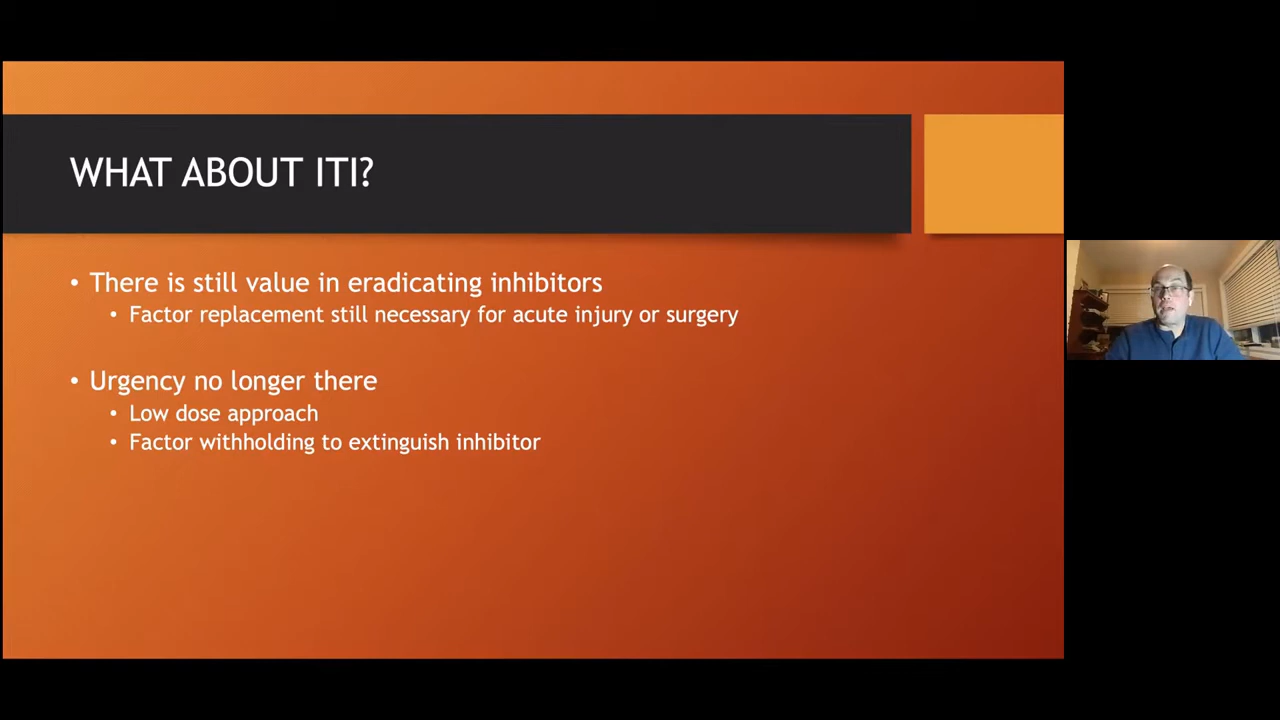 WHAT ABOUT ITI?
• There is still value in eradicating inhibitors
• Factor replacement still necessary for acute injury or surgery
• Urgency no longer there
• Low dose approach
• Factor withholding to extinguish inhibitor